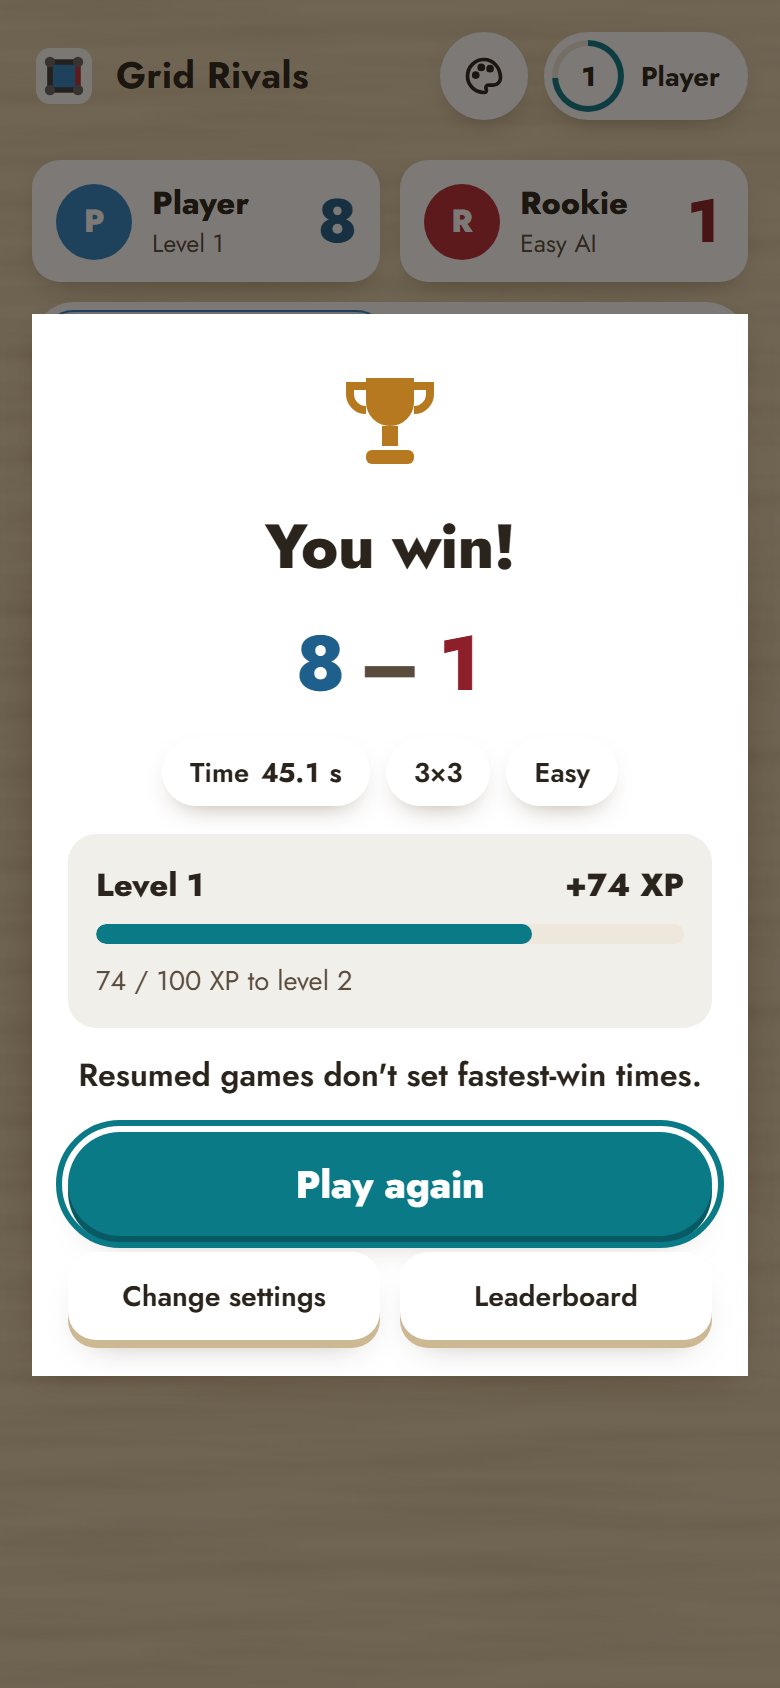 Grid Rivals
1 Player
P Player 8
Level 1
R Rookie 1
Easy AI
You win!
8 – 1
Time 45.1 s 3×3 Easy
Level 1 +74 XP
74 / 100 XP to level 2
Resumed games don't set fastest-win times.
Play again
Change settings Leaderboard